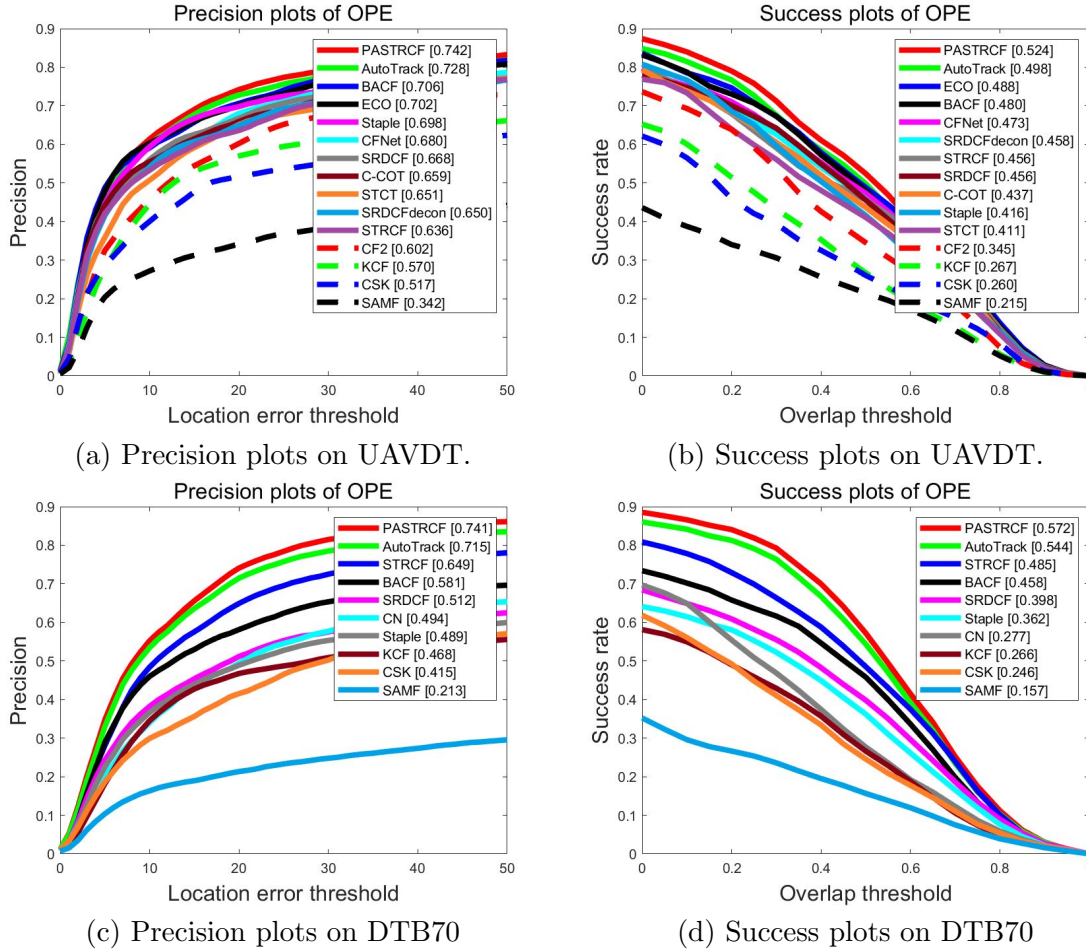 Precision plots of OPE
0.9
0.8
0.7
0.6
0.5
0.4
0.3
0.2
0.1
0
Precision
PASTRCF [0.742]
AutoTrack [0.728]
BACF [0.706]
ECO [0.702]
Staple [0.698]
CFNet [0.680]
SRDCF [0.668]
C-COT [0.659]
STCT [0.651]
SRDCFdecon [0.650]
STRCF [0.636]
CF2 [0.602]
KCF [0.570]
CSK [0.517]
SAMF [0.342]
0 10 20 30 40 50
Location error threshold
(a) Precision plots on UAVDT.
Success plots of OPE
0.9
0.8
0.7
0.6
0.5
0.4
0.3
0.2
0.1
0
Success rate
PASTRCF [0.524]
AutoTrack [0.498]
ECO [0.488]
BACF [0.480]
CFNet [0.473]
SRDCFdecon [0.458]
STRCF [0.456]
SRDCF [0.456]
C-COT [0.437]
Staple [0.416]
STCT [0.411]
CF2 [0.345]
KCF [0.267]
CSK [0.260]
SAMF [0.215]
0 0.2 0.4 0.6 0.8
Overlap threshold
(b) Success plots on UAVDT.
Precision plots of OPE
0.9
0.8
0.7
0.6
0.5
0.4
0.3
0.2
0.1
0
Precision
PASTRCF [0.741]
AutoTrack [0.715]
STRCF [0.649]
BACF [0.581]
SRDCF [0.512]
CN [0.494]
Staple [0.489]
KCF [0.468]
CSK [0.415]
SAMF [0.213]
0 10 20 30 40 50
Location error threshold
(c) Precision plots on DTB70
Success plots of OPE
0.9
0.8
0.7
0.6
0.5
0.4
0.3
0.2
0.1
0
Success rate
PASTRCF [0.572]
AutoTrack [0.544]
STRCF [0.485]
BACF [0.458]
SRDCF [0.398]
Staple [0.362]
CN [0.277]
KCF [0.266]
CSK [0.246]
SAMF [0.157]
0 0.2 0.4 0.6 0.8
Overlap threshold
(d) Success plots on DTB70